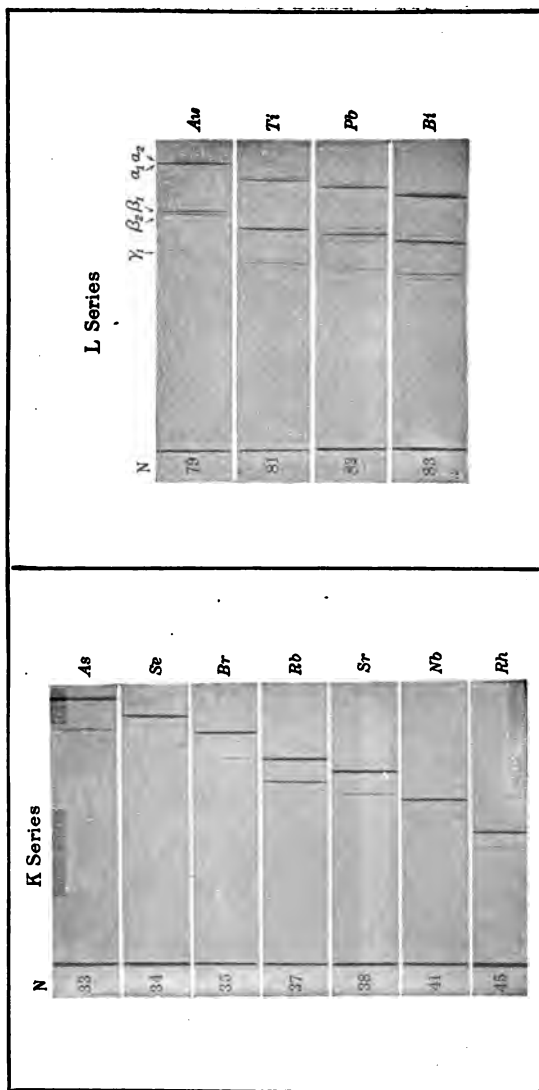 K Series
N
33 As
34 Se
35 Br
37 Rb
38 Sr
41 Nb
45 Rh
L Series
N γ₁ β₂ β₁ α₁ α₂
79 Au
81 Ti
82 Pb
83 Bi